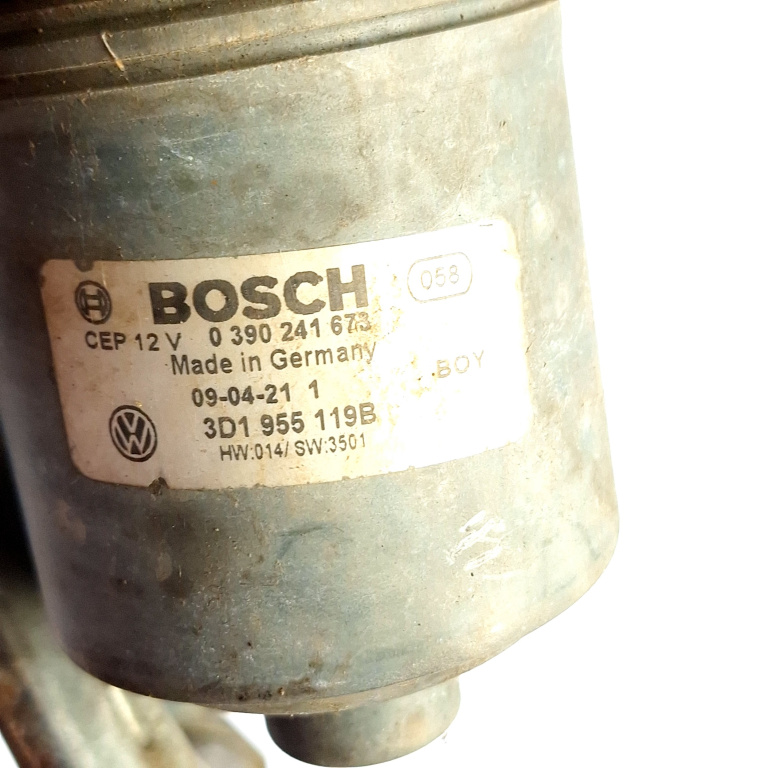 BOSCH 058
CEP 12 V 0 390 241 673
Made in Germany
BOY
09-04-21 1
3D1 955 119B
HW:014/ SW:3501